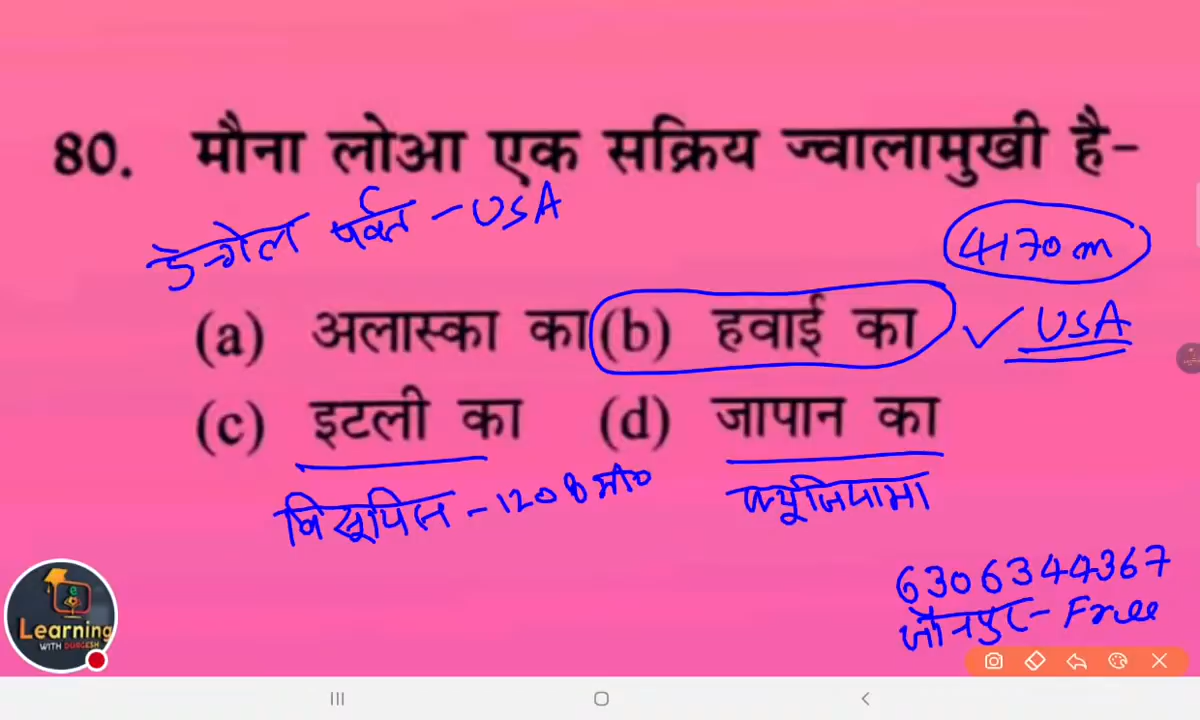 80. मौना लोआ एक सक्रिय ज्वालामुखी है-
पर्वत - USA
4170 m
(a) अलास्का का (b) हवाई का
USA
(c) इटली का (d) जापान का
- 1208 मी०
फ्यूजियामा
6306344367
जौनपुर - Free
Learning
WITH DURGESH